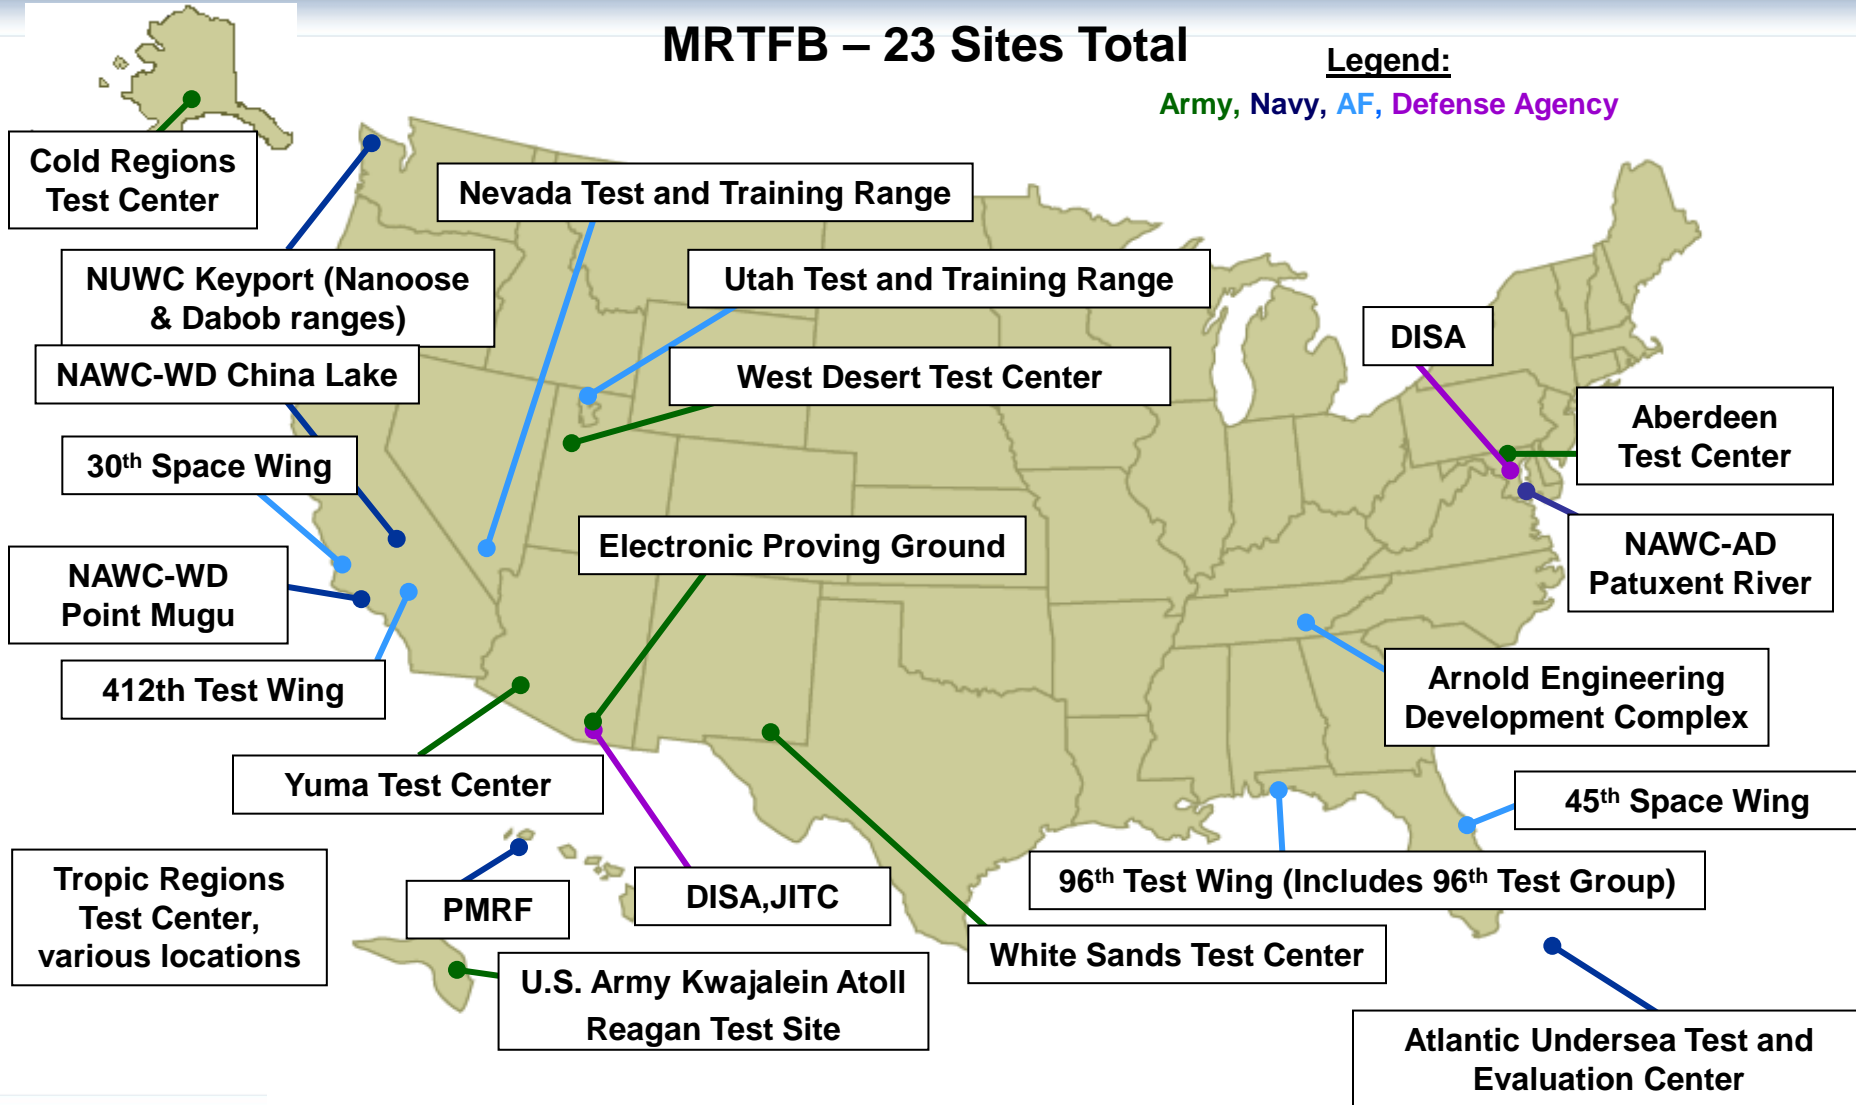 MRTFB – 23 Sites Total
Legend:
Army, Navy, AF, Defense Agency
Cold Regions
Test Center
Nevada Test and Training Range
NUWC Keyport (Nanoose
& Dabob ranges)
Utah Test and Training Range
DISA
NAWC-WD China Lake
West Desert Test Center
Aberdeen
Test Center
30th Space Wing
Electronic Proving Ground
NAWC-AD
Patuxent River
NAWC-WD
Point Mugu
412th Test Wing
Arnold Engineering
Development Complex
Yuma Test Center
45th Space Wing
Tropic Regions
Test Center,
various locations
PMRF
DISA,JITC
96th Test Wing (Includes 96th Test Group)
White Sands Test Center
U.S. Army Kwajalein Atoll
Reagan Test Site
Atlantic Undersea Test and
Evaluation Center